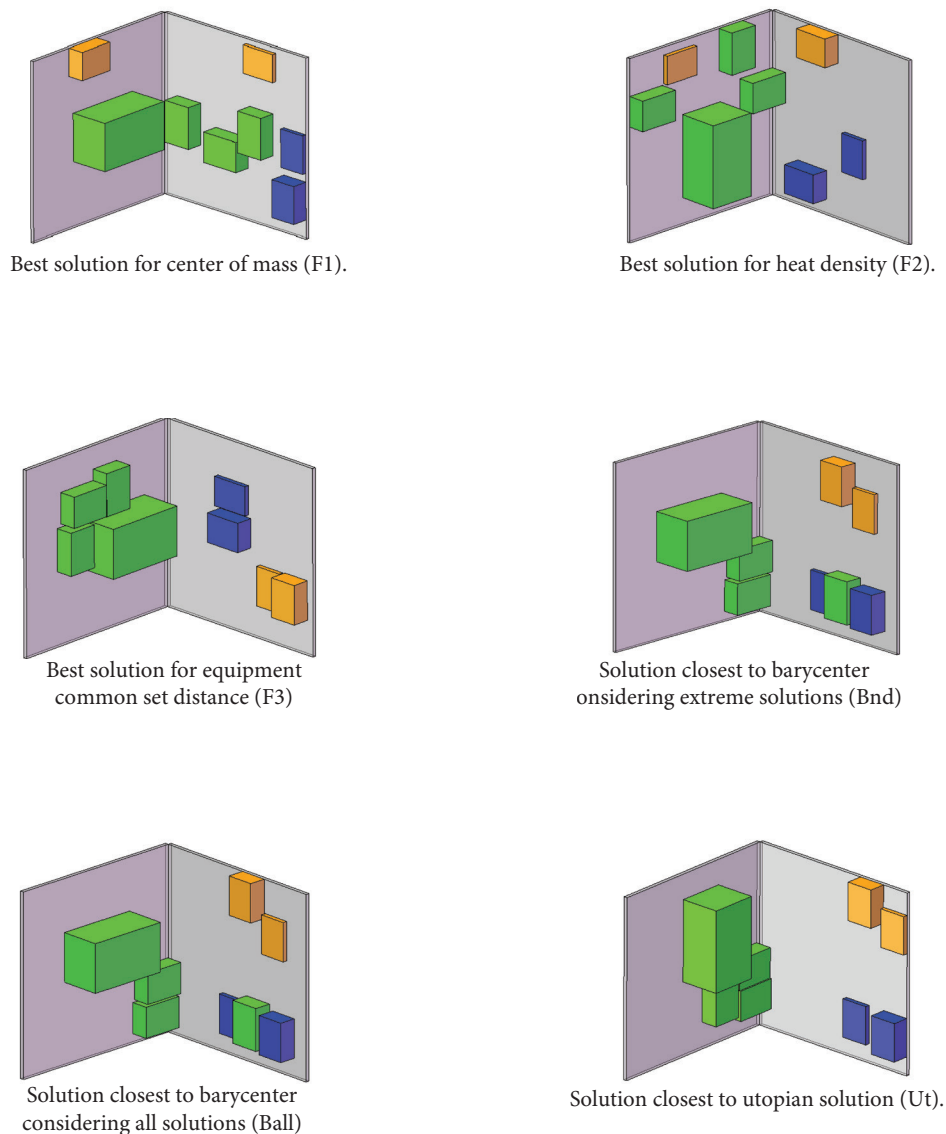 Best solution for center of mass (F1).
Best solution for heat density (F2).
Best solution for equipment
common set distance (F3)
Solution closest to barycenter
onsidering extreme solutions (Bnd)
Solution closest to barycenter
considering all solutions (Ball)
Solution closest to utopian solution (Ut).